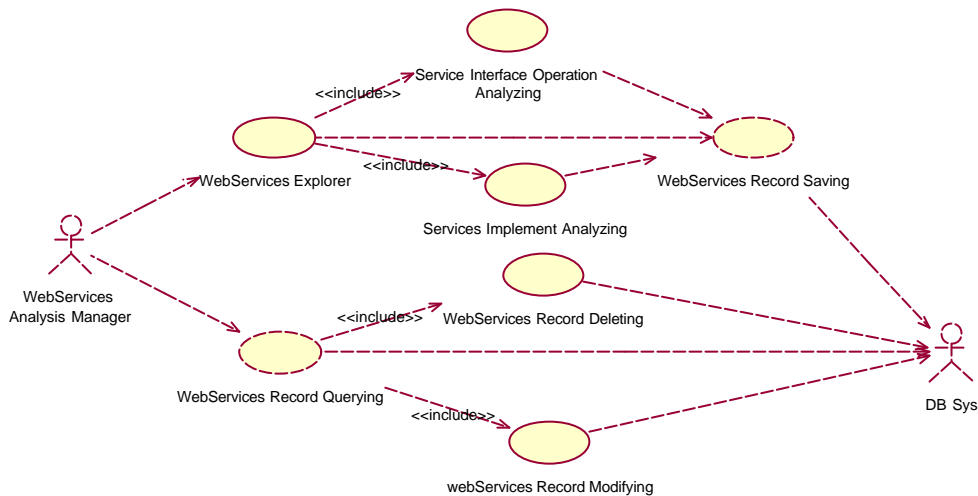 Service Interface Operation
Analyzing
<<include>>
WebServices Explorer
<<include>>
WebServices Record Saving
Services Implement Analyzing
WebServices
Analysis Manager
<<include>>
WebServices Record Deleting
WebServices Record Querying
DB Sys
<<include>>
webServices Record Modifying